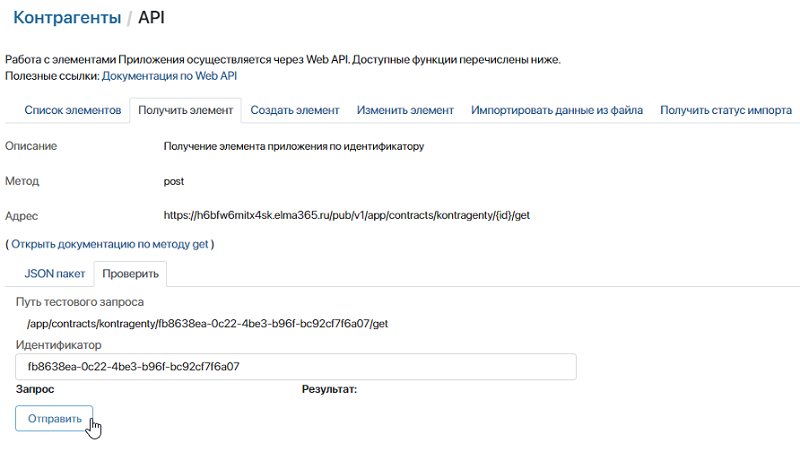 Контрагенты / API
Работа с элементами Приложения осуществляется через Web API. Доступные функции перечислены ниже.
Полезные ссылки: Документация по Web API
Список элементов Получить элемент Создать элемент Изменить элемент Импортировать данные из файла Получить статус импорта
Описание Получение элемента приложения по идентификатору
Метод post
Адрес https://h6bfw6mitx4sk.elma365.ru/pub/v1/app/contracts/kontragenty/{id}/get
( Открыть документацию по методу get )
JSON пакет Проверить
Путь тестового запроса
/app/contracts/kontragenty/fb8638ea-0c22-4be3-b96f-bc92cf7f6a07/get
Идентификатор
fb8638ea-0c22-4be3-b96f-bc92cf7f6a07
Запрос Результат:
Отправить